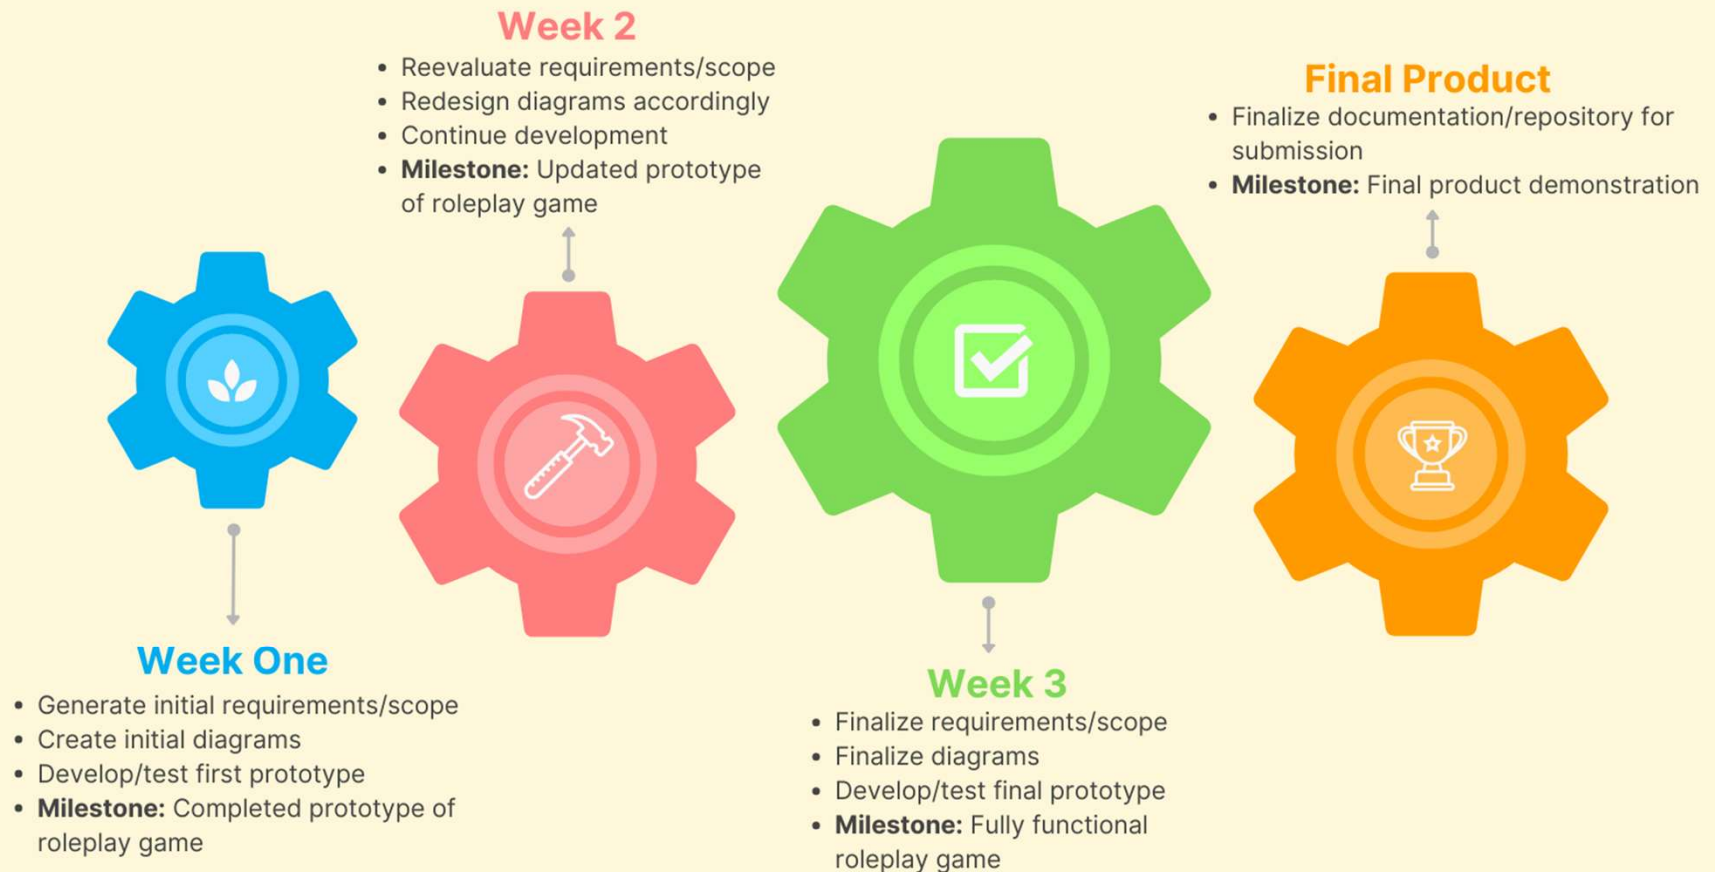 Week One
• Generate initial requirements/scope
• Create initial diagrams
• Develop/test first prototype
• Milestone: Completed prototype of
roleplay game
Week 2
• Reevaluate requirements/scope
• Redesign diagrams accordingly
• Continue development
• Milestone: Updated prototype
of roleplay game
Week 3
• Finalize requirements/scope
• Finalize diagrams
• Develop/test final prototype
• Milestone: Fully functional
roleplay game
Final Product
• Finalize documentation/repository for
submission
• Milestone: Final product demonstration